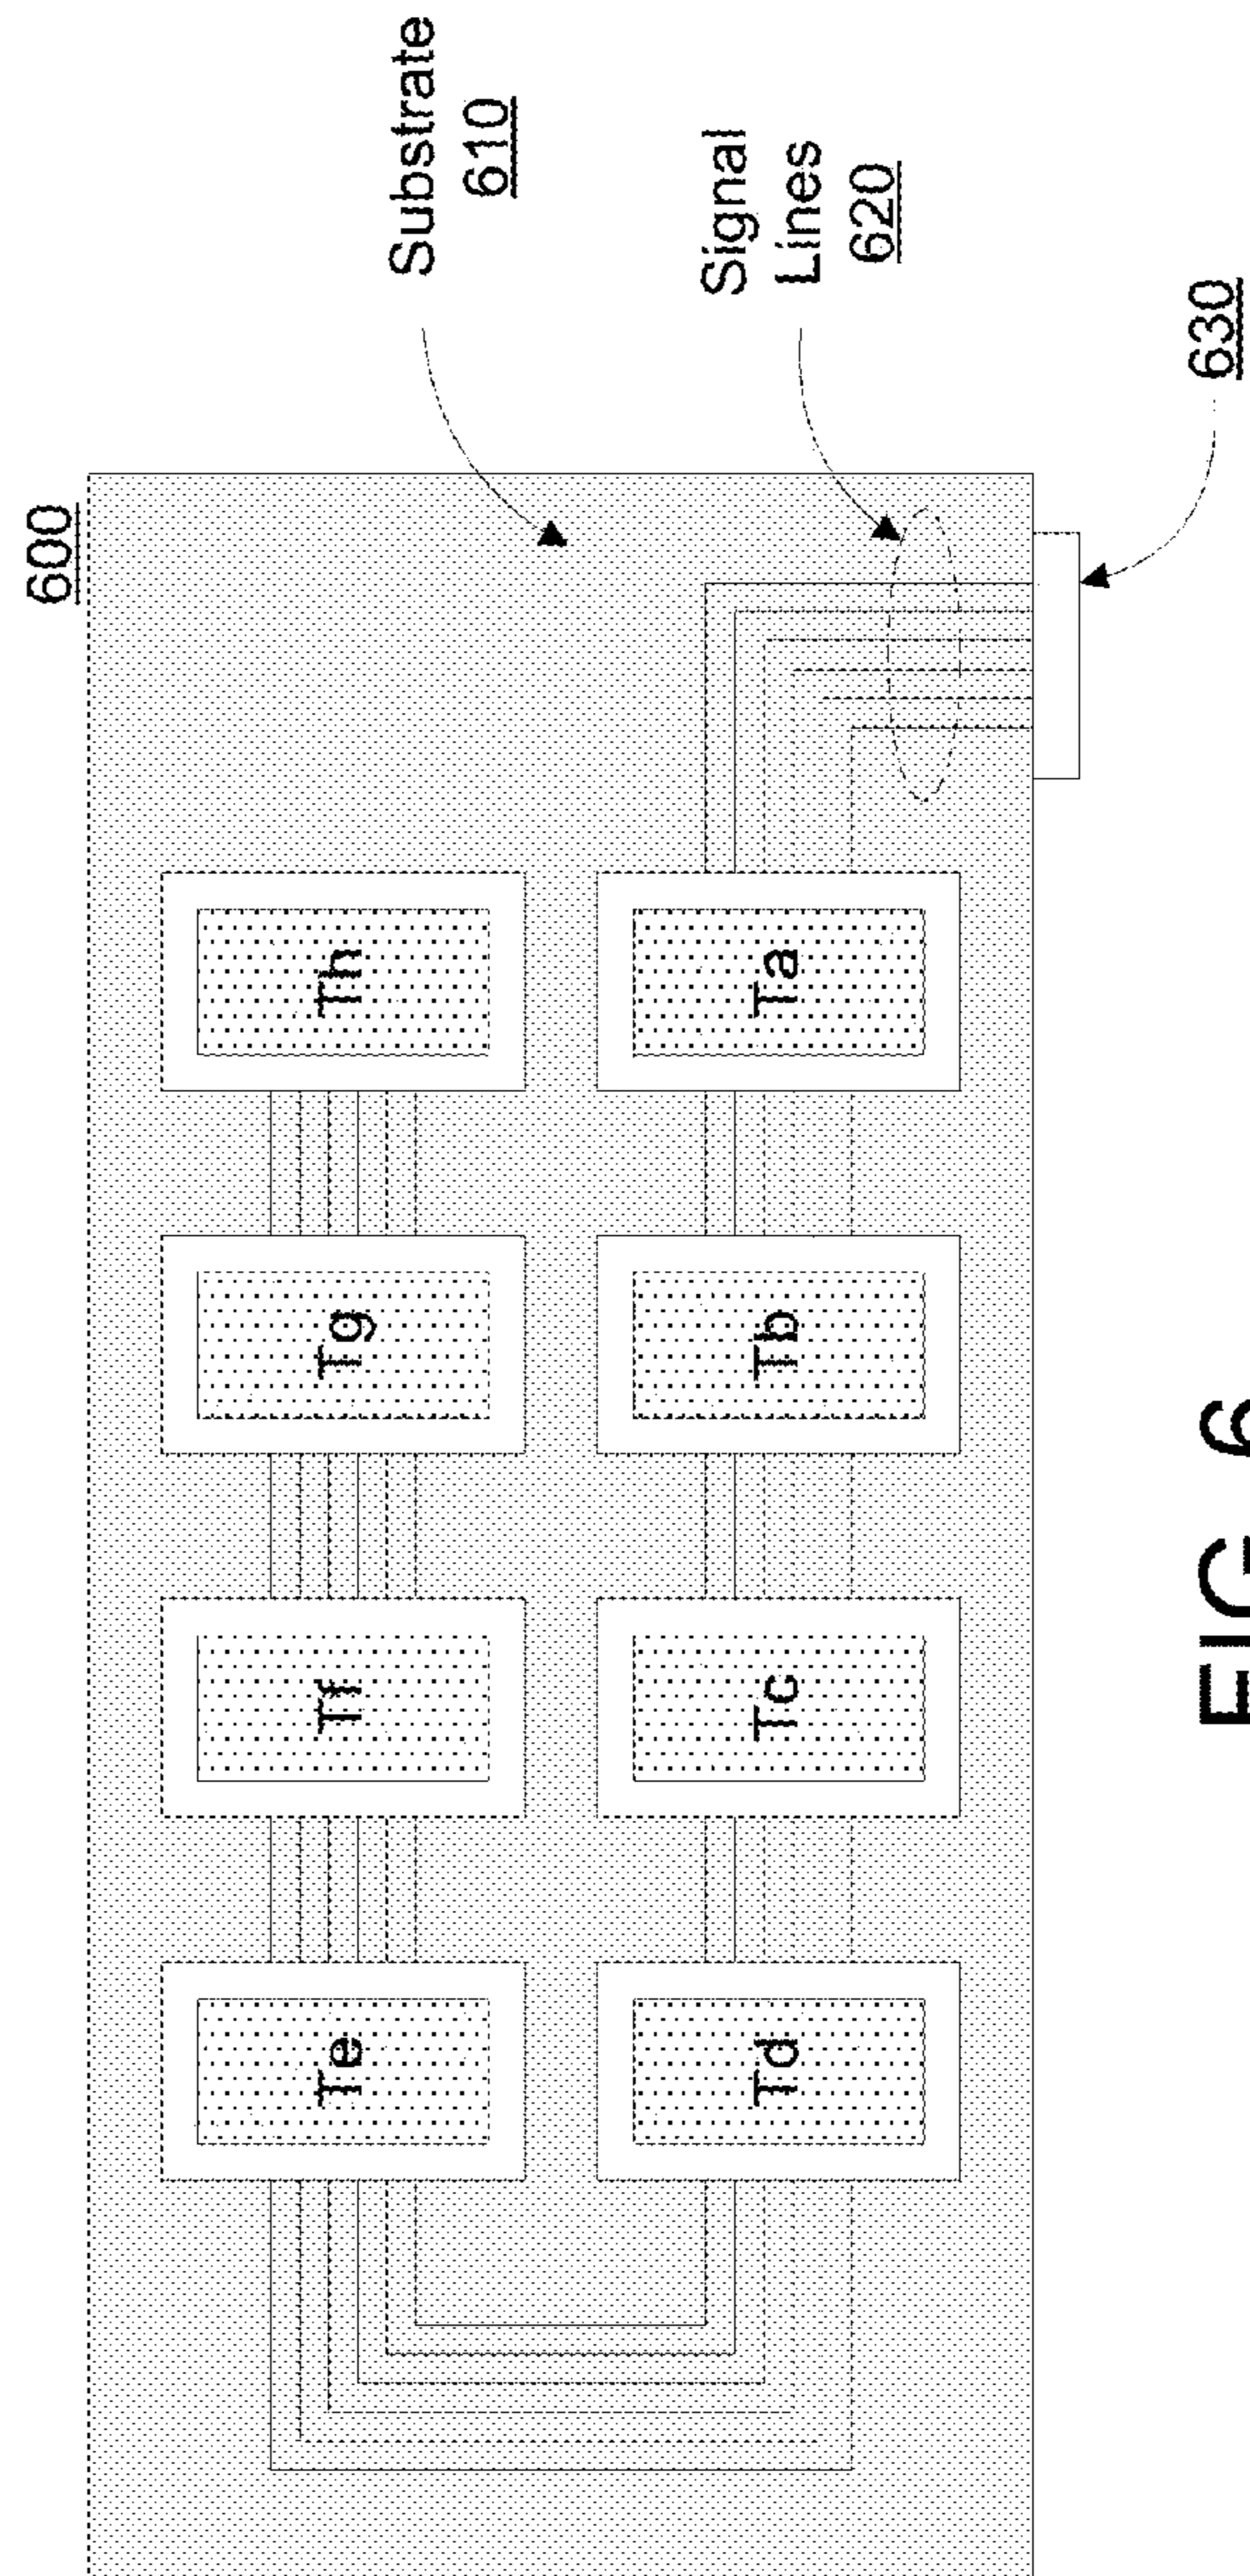 600
Substrate
610
Signal
Lines
620
630
Te
Tf
Tg
Th
Td
Tc
Tb
Ta
FIG. 6